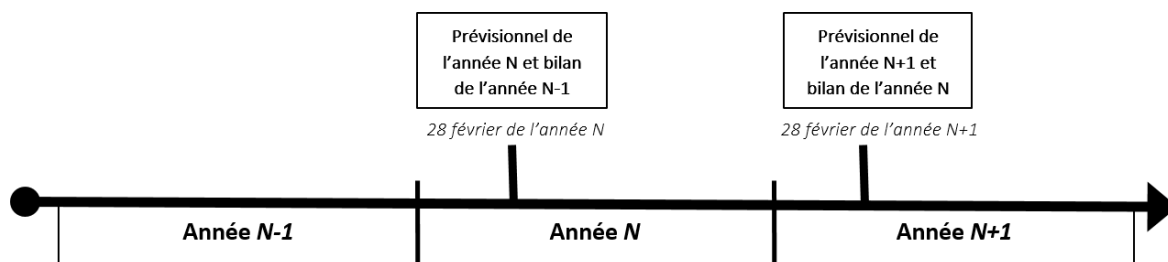 Prévisionnel de
l’année N et bilan
de l’année N-1
28 février de l’année N
Prévisionnel de
l’année N+1 et
bilan de l’année N
28 février de l’année N+1
Année N-1
Année N
Année N+1